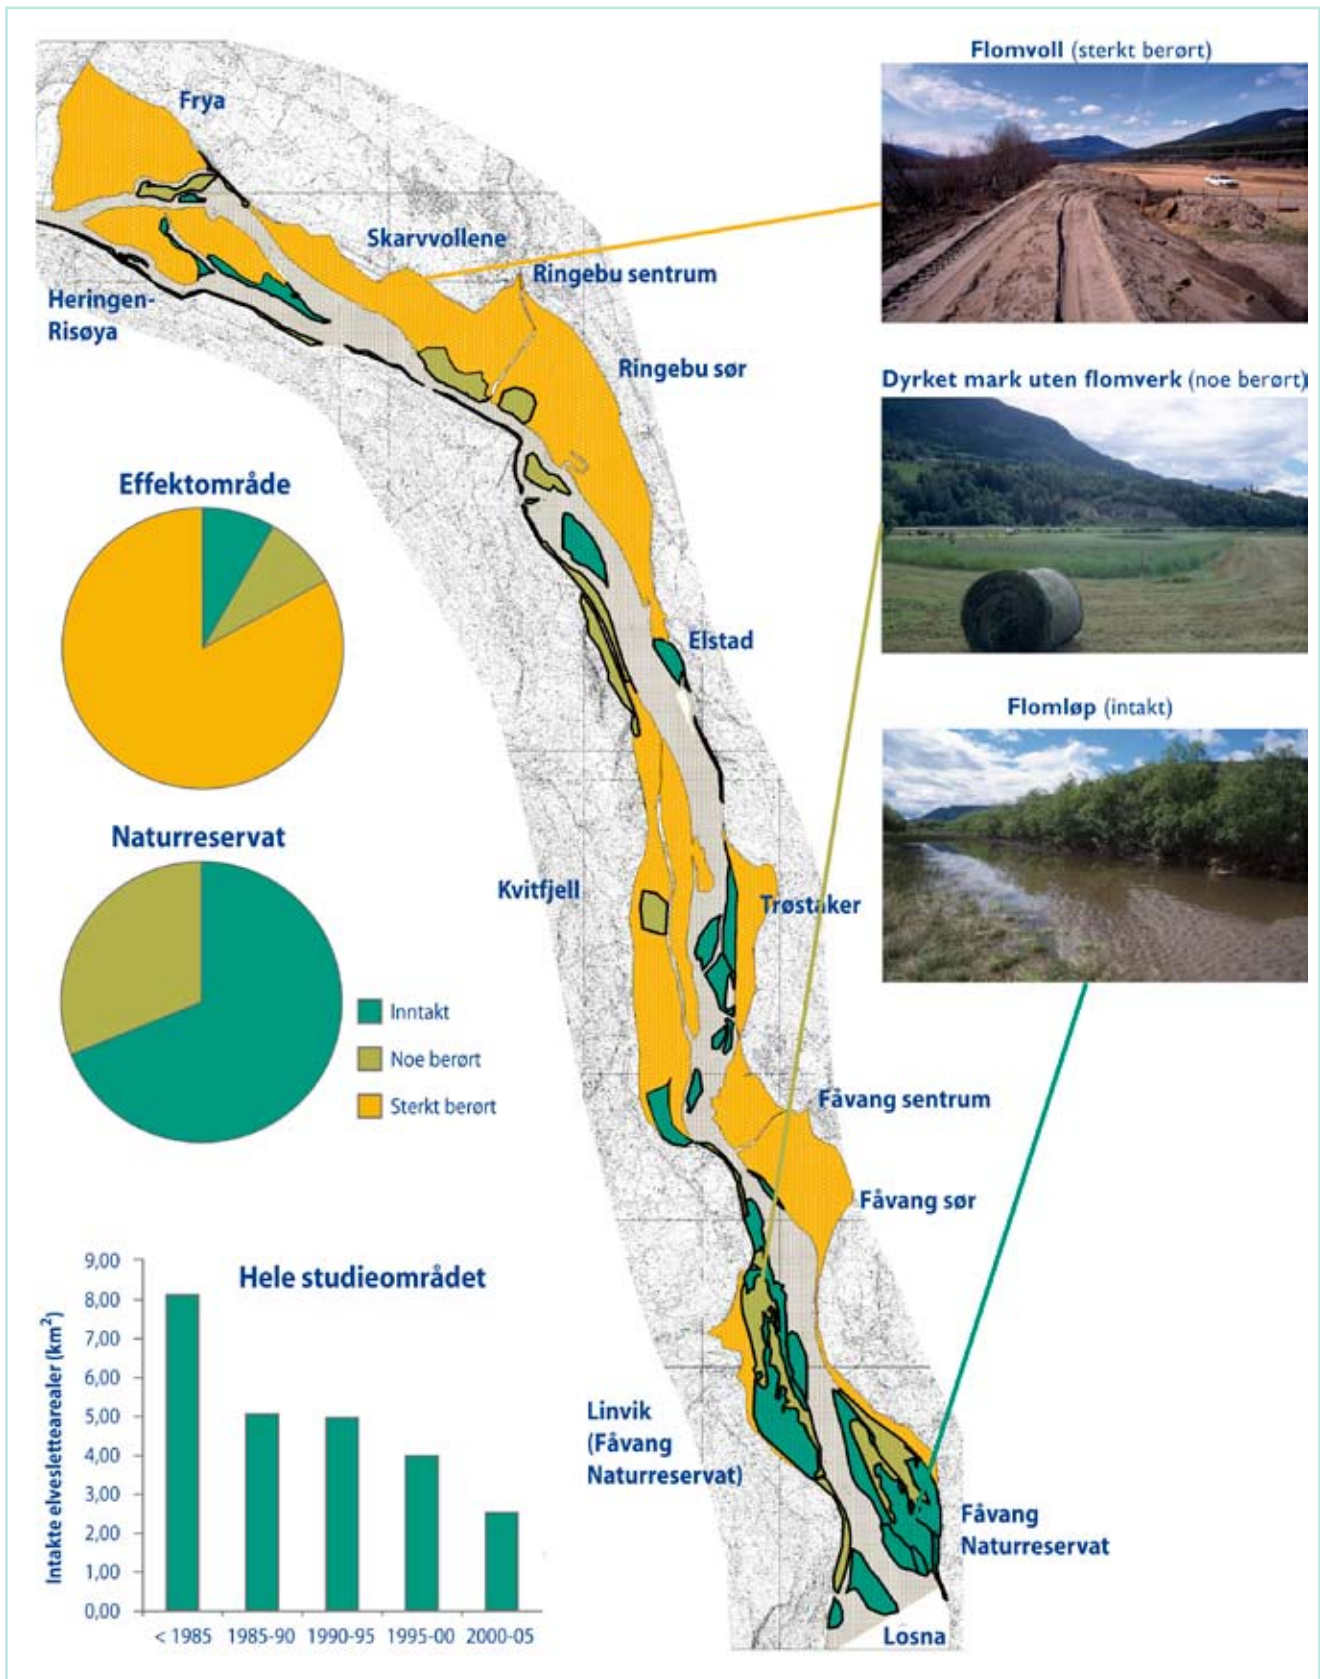 Flomvoll (sterkt berørt)
Frya
Skarvvollene
Ringebu sentrum
Heringen-
Risøya
Ringebu sør
Dyrket mark uten flomverk (noe berørt)
Effektområde
Elstad
Flomløp (intakt)
Naturreservat
Kvitfjell
Trøstaker
Inntakt
Noe berørt
Sterkt berørt
Fåvang sentrum
Fåvang sør
Hele studieområdet
Intakte elveslettearealer (km²)
9,00
8,00
7,00
6,00
5,00
4,00
3,00
2,00
1,00
0,00
< 1985 1985-90 1990-95 1995-00 2000-05
Linvik
(Fåvang
Naturreservat)
Fåvang
Naturreservat
Losna